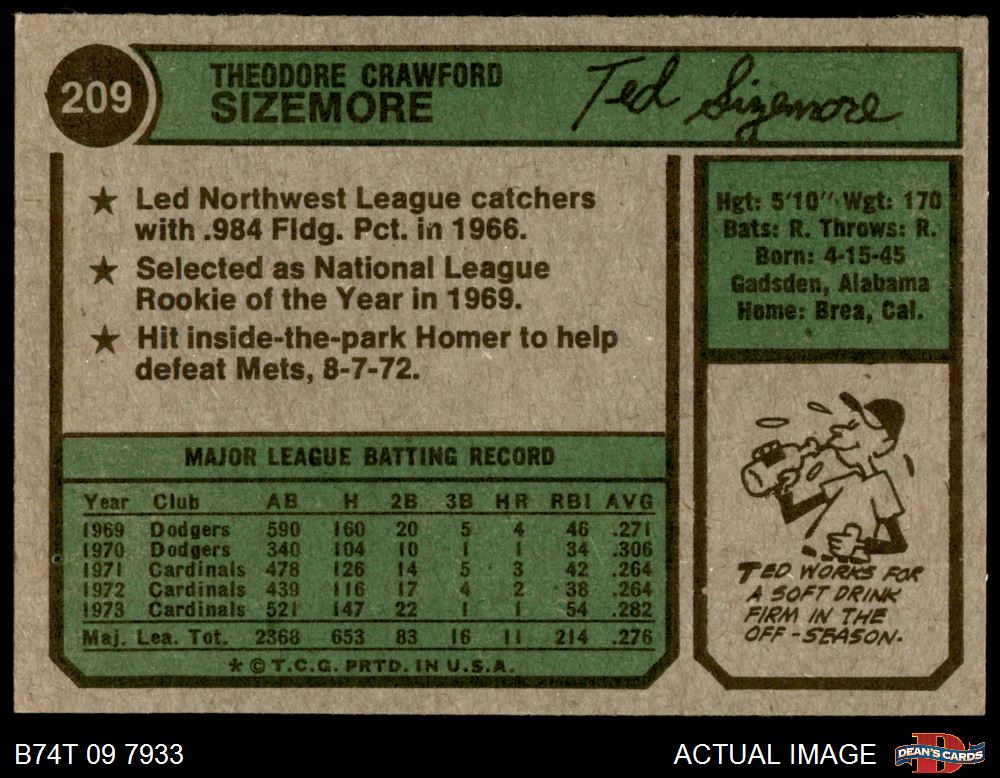 209
THEODORE CRAWFORD
SIZEMORE
Ted Sizemore
★ Led Northwest League catchers
with .984 Fldg. Pct. in 1966.
★ Selected as National League
Rookie of the Year in 1969.
★ Hit inside-the-park Homer to help
defeat Mets, 8-7-72.
Hgt: 5'10" Wgt: 170
Bats: R. Throws: R.
Born: 4-15-45
Gadsden, Alabama
Home: Brea, Cal.
MAJOR LEAGUE BATTING RECORD
Year Club AB H 2B 3B HR RBI AVG
1969 Dodgers 590 160 20 5 4 46 .271
1970 Dodgers 340 104 10 1 1 34 .306
1971 Cardinals 478 126 14 5 3 42 .264
1972 Cardinals 439 116 17 4 2 38 .264
1973 Cardinals 521 147 22 1 1 54 .282
Maj. Lea. Tot. 2368 653 83 16 11 214 .276
* © T.C.G. PRTD. IN U.S.A.
TED WORKS FOR
A SOFT DRINK
FIRM IN THE
OFF-SEASON.
B74T 09 7933
ACTUAL IMAGE
DEAN'S CARDS